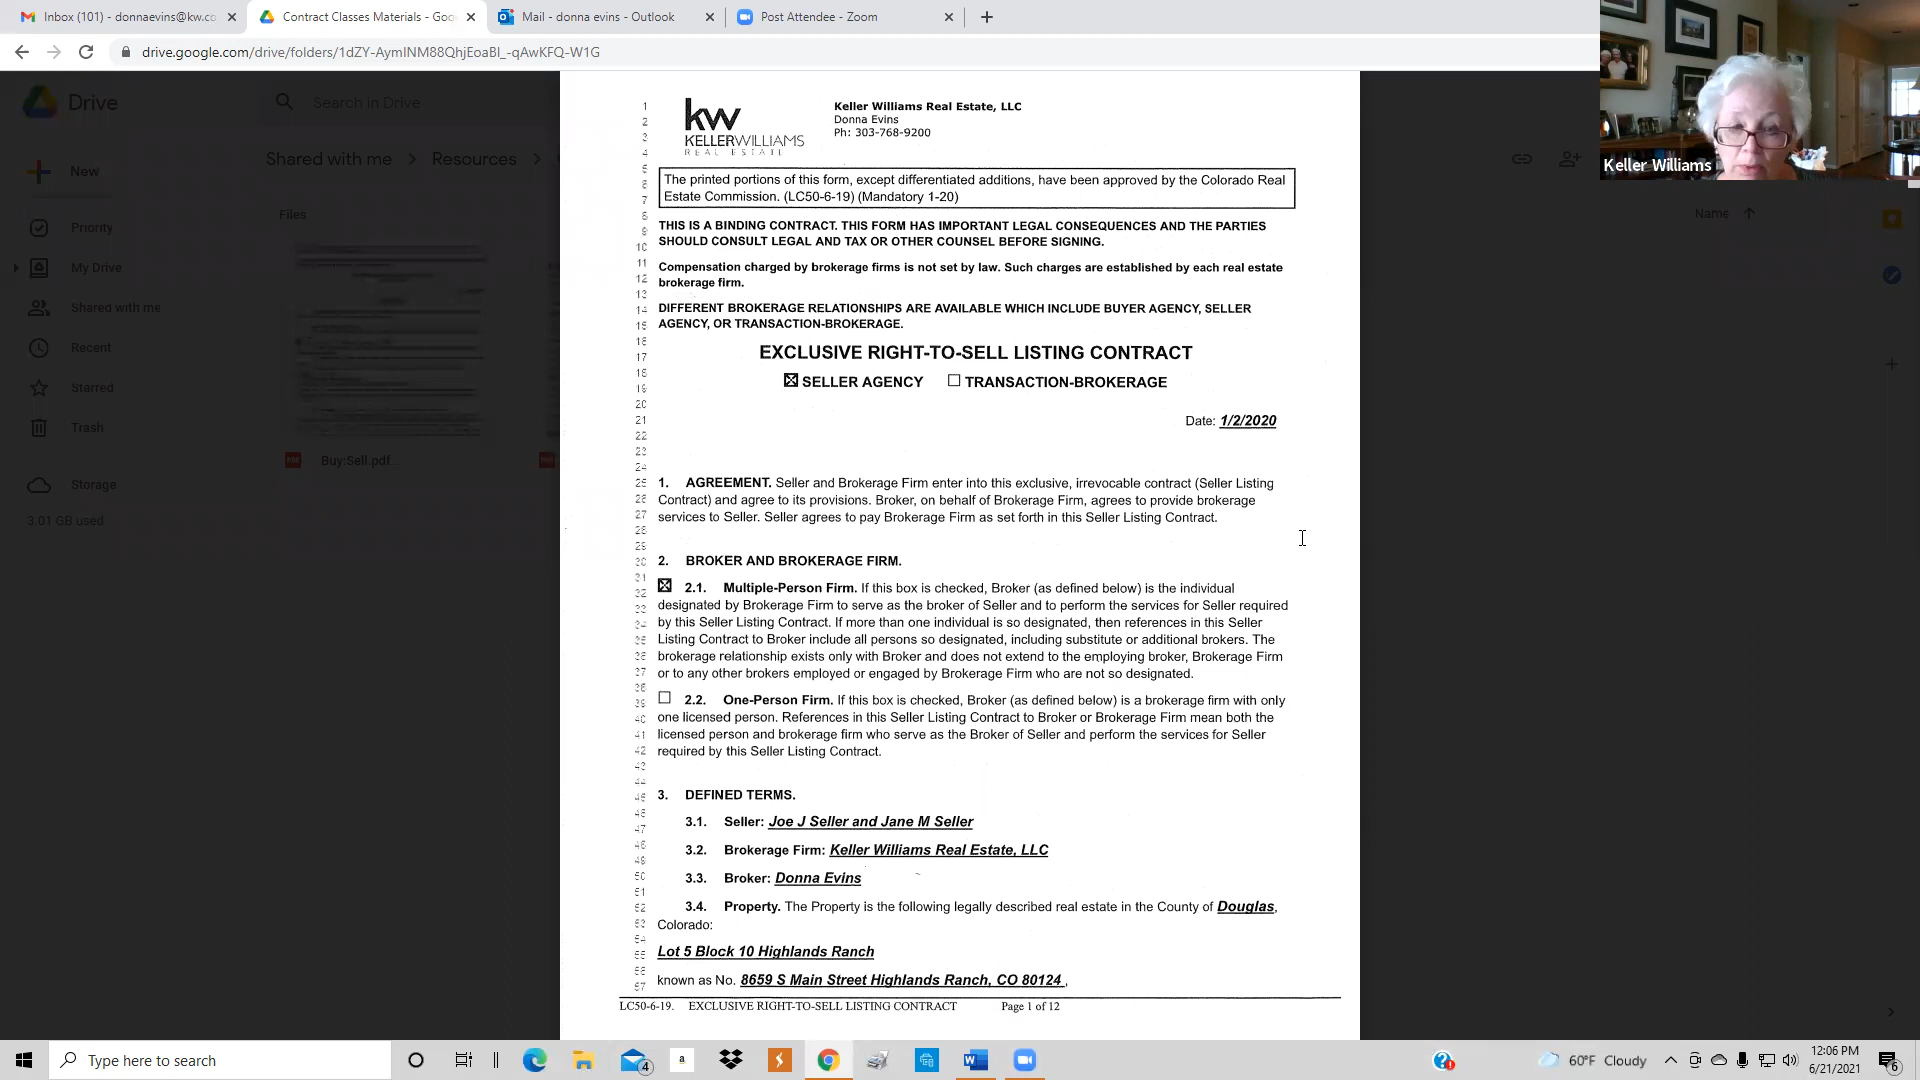 Inbox (101) - donnaevins@kw.co
Contract Classes Materials - Goo
Mail - donna evins - Outlook
Post Attendee - Zoom
drive.google.com/drive/folders/1dZY-AymINM88QhjEoaBI_-qAwKFQ-W1G
Drive
Search in Drive
Shared with me > Resources >
New
Files
Name
Priority
My Drive
Shared with me
Recent
Starred
Trash
Storage
3.01 GB used
Buy:Sell.pdf
Keller Williams
kw
KELLERWILLIAMS
REAL ESTATE
Keller Williams Real Estate, LLC
Donna Evins
Ph: 303-768-9200
The printed portions of this form, except differentiated additions, have been approved by the Colorado Real
Estate Commission. (LC50-6-19) (Mandatory 1-20)
THIS IS A BINDING CONTRACT. THIS FORM HAS IMPORTANT LEGAL CONSEQUENCES AND THE PARTIES
SHOULD CONSULT LEGAL AND TAX OR OTHER COUNSEL BEFORE SIGNING.
Compensation charged by brokerage firms is not set by law. Such charges are established by each real estate
brokerage firm.
DIFFERENT BROKERAGE RELATIONSHIPS ARE AVAILABLE WHICH INCLUDE BUYER AGENCY, SELLER
AGENCY, OR TRANSACTION-BROKERAGE.
EXCLUSIVE RIGHT-TO-SELL LISTING CONTRACT
☒ SELLER AGENCY ☐ TRANSACTION-BROKERAGE
Date: 1/2/2020
1. AGREEMENT. Seller and Brokerage Firm enter into this exclusive, irrevocable contract (Seller Listing
Contract) and agree to its provisions. Broker, on behalf of Brokerage Firm, agrees to provide brokerage
services to Seller. Seller agrees to pay Brokerage Firm as set forth in this Seller Listing Contract.
2. BROKER AND BROKERAGE FIRM.
☒ 2.1. Multiple-Person Firm. If this box is checked, Broker (as defined below) is the individual
designated by Brokerage Firm to serve as the broker of Seller and to perform the services for Seller required
by this Seller Listing Contract. If more than one individual is so designated, then references in this Seller
Listing Contract to Broker include all persons so designated, including substitute or additional brokers. The
brokerage relationship exists only with Broker and does not extend to the employing broker, Brokerage Firm
or to any other brokers employed or engaged by Brokerage Firm who are not so designated.
☐ 2.2. One-Person Firm. If this box is checked, Broker (as defined below) is a brokerage firm with only
one licensed person. References in this Seller Listing Contract to Broker or Brokerage Firm mean both the
licensed person and brokerage firm who serve as the Broker of Seller and perform the services for Seller
required by this Seller Listing Contract.
3. DEFINED TERMS.
3.1. Seller: Joe J Seller and Jane M Seller
3.2. Brokerage Firm: Keller Williams Real Estate, LLC
3.3. Broker: Donna Evins
3.4. Property. The Property is the following legally described real estate in the County of Douglas,
Colorado:
Lot 5 Block 10 Highlands Ranch
known as No. 8659 S Main Street Highlands Ranch, CO 80124 ,
LC50-6-19. EXCLUSIVE RIGHT-TO-SELL LISTING CONTRACT Page 1 of 12
Type here to search
4
a
60°F Cloudy
12:06 PM
6/21/2021
6